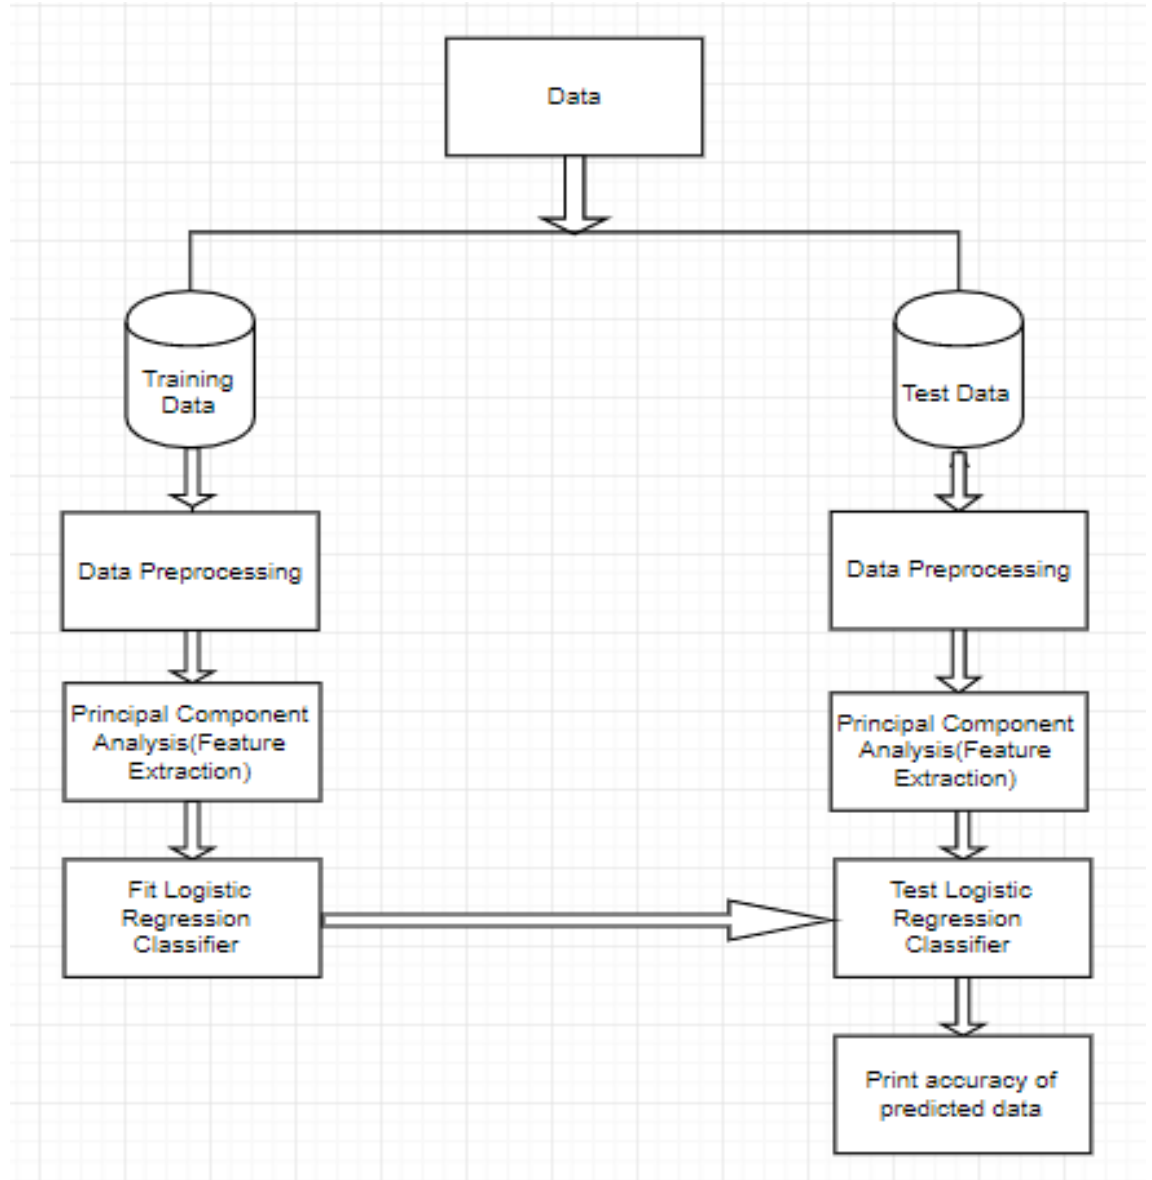 Data
Training
Data
Test Data
Data Preprocessing
Data Preprocessing
Principal Component
Analysis(Feature
Extraction)
Principal Component
Analysis(Feature
Extraction)
Fit Logistic
Regression
Classifier
Test Logistic
Regression
Classifier
Print accuracy of
predicted data